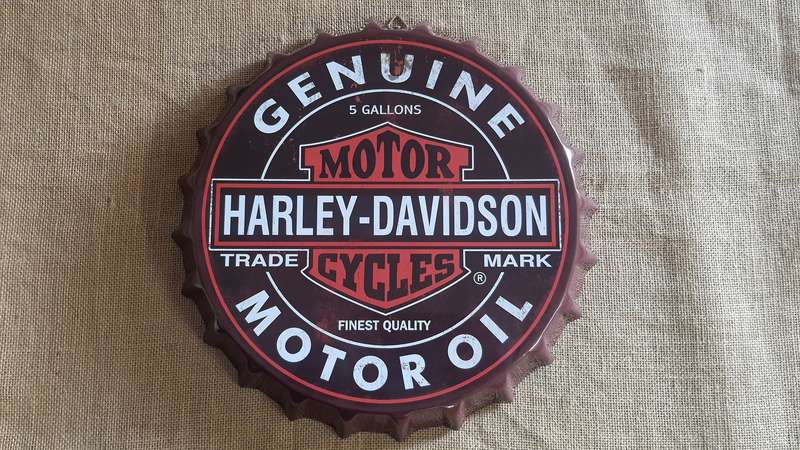 GENUINE
5 GALLONS
MOTOR
HARLEY-DAVIDSON
TRADE MARK
CYCLES
®
FINEST QUALITY
MOTOR OIL